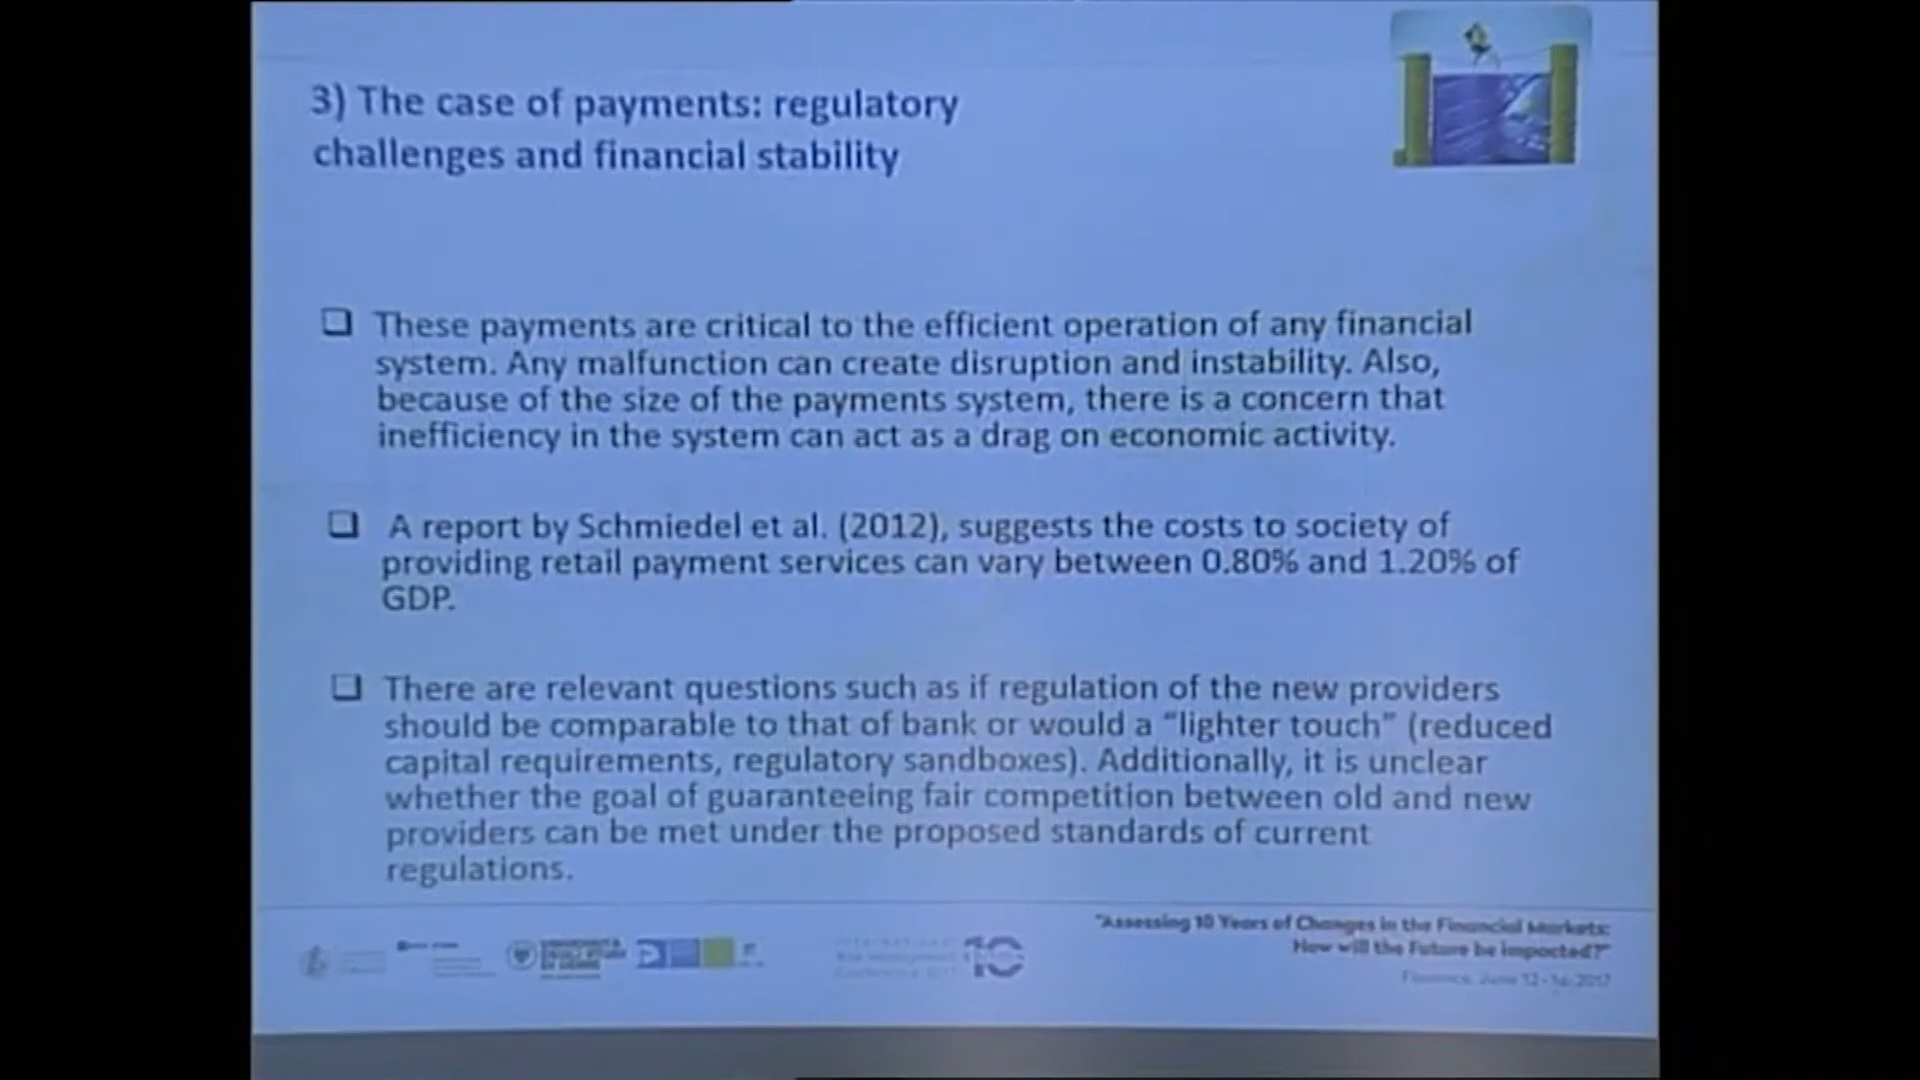 3) The case of payments: regulatory
challenges and financial stability
These payments are critical to the efficient operation of any financial
system. Any malfunction can create disruption and instability. Also,
because of the size of the payments system, there is a concern that
inefficiency in the system can act as a drag on economic activity.
A report by Schmiedel et al. (2012), suggests the costs to society of
providing retail payment services can vary between 0.80% and 1.20% of
GDP.
There are relevant questions such as if regulation of the new providers
should be comparable to that of bank or would a “lighter touch” (reduced
capital requirements, regulatory sandboxes). Additionally, it is unclear
whether the goal of guaranteeing fair competition between old and new
providers can be met under the proposed standards of current
regulations.
"Assessing 10 Years of Changes in the Financial Markets:
How will the Future be impacted?"
Florence, June 12-16, 2017
10